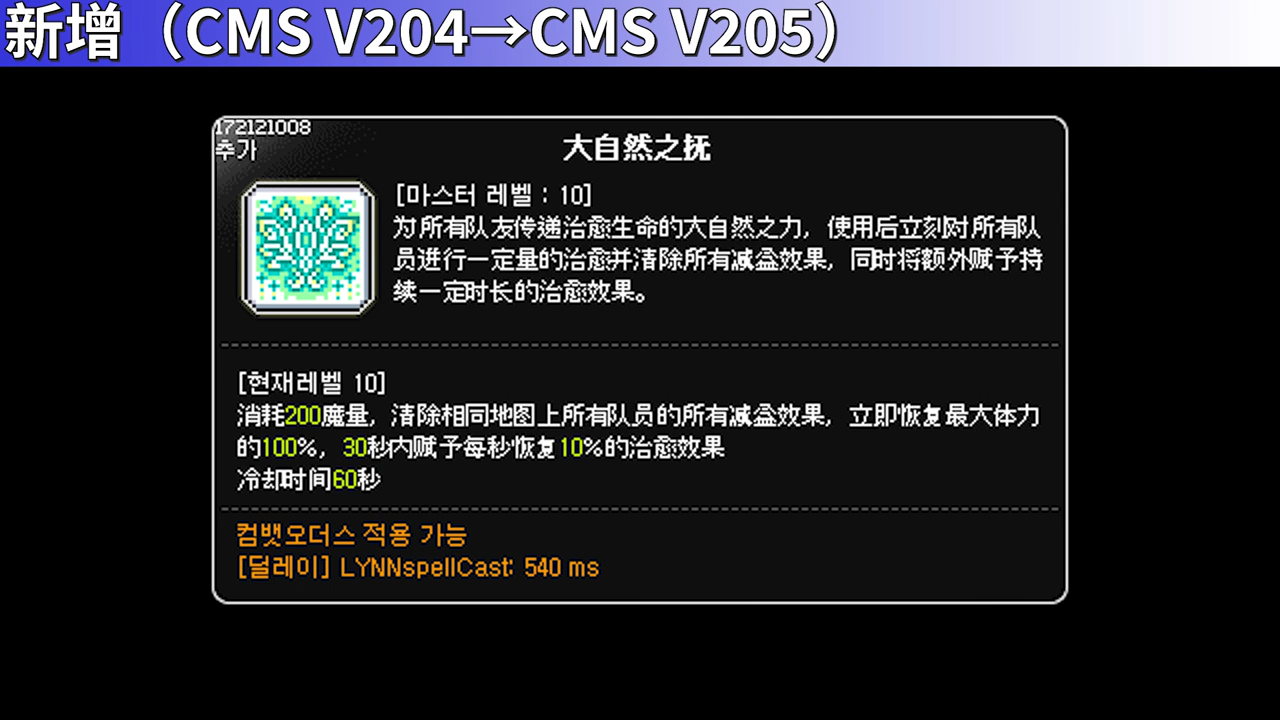 新增（CMS V204→CMS V205）
172121008
추가
大自然之抚
[마스터 레벨 : 10]
为所有队友传递治愈生命的大自然之力，使用后立刻对所有队
员进行一定量的治愈并清除所有减益效果，同时将额外赋予持
续一定时长的治愈效果。
[현재레벨 10]
消耗200魔量，清除相同地图上所有队员的所有减益效果，立即恢复最大体力
的100%，30秒内赋予每秒恢复10%的治愈效果
冷却时间60秒
컴뱃오더스 적용 가능
[딜레이] LYNNspellCast: 540 ms